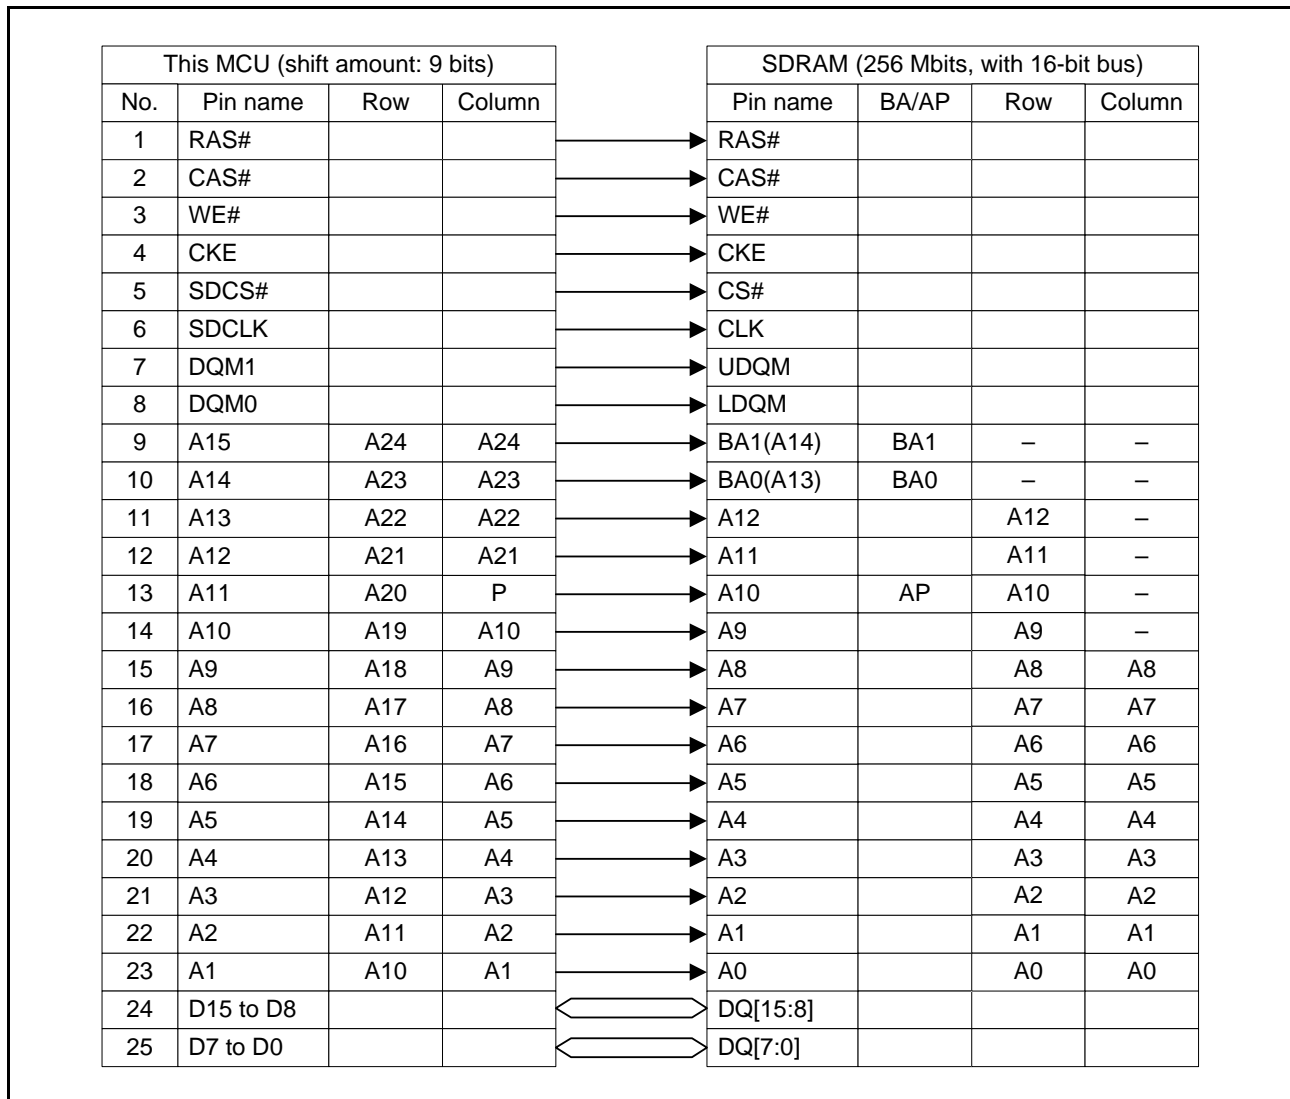 This MCU (shift amount: 9 bits) SDRAM (256 Mbits, with 16-bit bus)
No. Pin name Row Column Pin name BA/AP Row Column
1 RAS# RAS#
2 CAS# CAS#
3 WE# WE#
4 CKE CKE
5 SDCS# CS#
6 SDCLK CLK
7 DQM1 UDQM
8 DQM0 LDQM
9 A15 A24 A24 BA1(A14) BA1 – –
10 A14 A23 A23 BA0(A13) BA0 – –
11 A13 A22 A22 A12 A12 –
12 A12 A21 A21 A11 A11 –
13 A11 A20 P A10 AP A10 –
14 A10 A19 A10 A9 A9 –
15 A9 A18 A9 A8 A8 A8
16 A8 A17 A8 A7 A7 A7
17 A7 A16 A7 A6 A6 A6
18 A6 A15 A6 A5 A5 A5
19 A5 A14 A5 A4 A4 A4
20 A4 A13 A4 A3 A3 A3
21 A3 A12 A3 A2 A2 A2
22 A2 A11 A2 A1 A1 A1
23 A1 A10 A1 A0 A0 A0
24 D15 to D8 DQ[15:8]
25 D7 to D0 DQ[7:0]